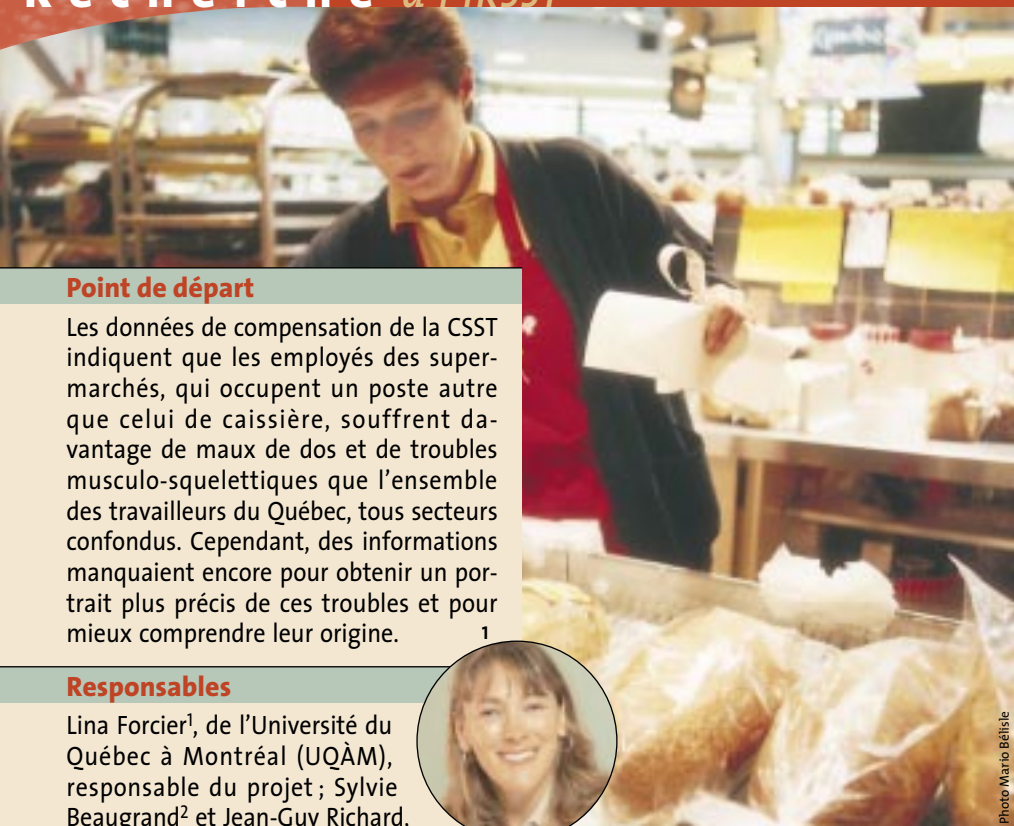 Recherche à l'IRSST
Point de départ
Les données de compensation de la CSST
indiquent que les employés des super-
marchés, qui occupent un poste autre
que celui de caissière, souffrent da-
vantage de maux de dos et de troubles
musculo-squelettiques que l'ensemble
des travailleurs du Québec, tous secteurs
confondus. Cependant, des informations
manquaient encore pour obtenir un por-
trait plus précis de ces troubles et pour
mieux comprendre leur origine.
1
Responsables
Lina Forcier1, de l'Université du
Québec à Montréal (UQÀM),
responsable du projet ; Sylvie
Beaugrand2 et Jean-Guy Richard,
Photo Mario Bélisle